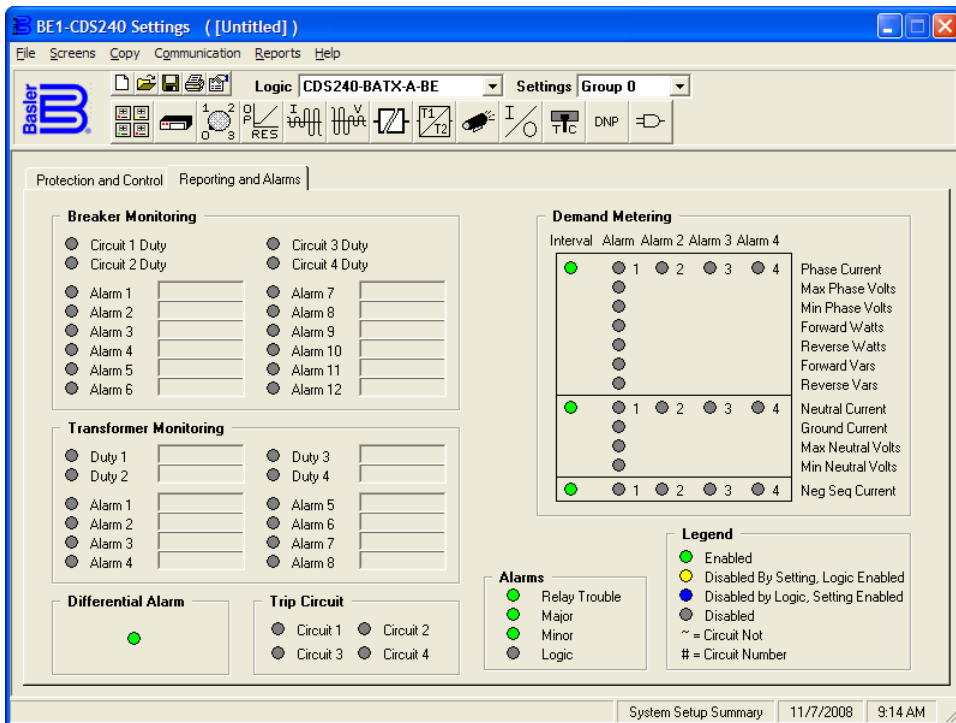 BE1-CDS240 Settings ( [Untitled] )
File Screens Copy Communication Reports Help
Basler
Logic CDS240-BATX-A-BE Settings Group 0
O P RES I V T1 T2 I O T C DNP
1 2 0 3
Protection and Control Reporting and Alarms
Breaker Monitoring
Circuit 1 Duty Circuit 3 Duty
Circuit 2 Duty Circuit 4 Duty
Alarm 1 Alarm 7
Alarm 2 Alarm 8
Alarm 3 Alarm 9
Alarm 4 Alarm 10
Alarm 5 Alarm 11
Alarm 6 Alarm 12
Transformer Monitoring
Duty 1 Duty 3
Duty 2 Duty 4
Alarm 1 Alarm 5
Alarm 2 Alarm 6
Alarm 3 Alarm 7
Alarm 4 Alarm 8
Differential Alarm
Trip Circuit
Circuit 1 Circuit 2
Circuit 3 Circuit 4
Demand Metering
Interval Alarm Alarm 2 Alarm 3 Alarm 4
1 2 3 4 Phase Current
Max Phase Volts
Min Phase Volts
Forward Watts
Reverse Watts
Forward Vars
Reverse Vars
1 2 3 4 Neutral Current
Ground Current
Max Neutral Volts
Min Neutral Volts
1 2 3 4 Neg Seq Current
Alarms
Relay Trouble
Major
Minor
Logic
Legend
Enabled
Disabled By Setting, Logic Enabled
Disabled by Logic, Setting Enabled
Disabled
~ = Circuit Not
# = Circuit Number
System Setup Summary 11/7/2008 9:14 AM